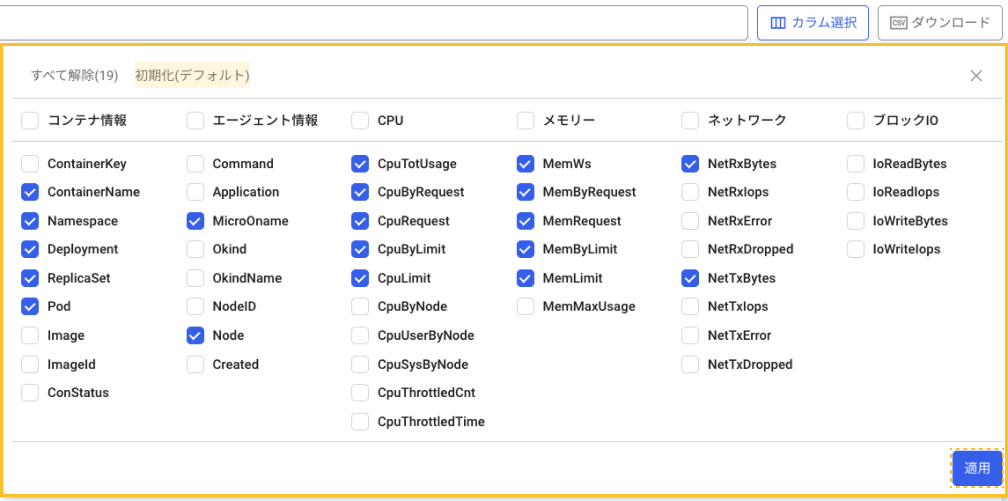 カラム選択 CSV ダウンロード
すべて解除(19) 初期化(デフォルト)
コンテナ情報 エージェント情報 CPU メモリー ネットワーク ブロックIO
ContainerKey Command CpuTotUsage MemWs NetRxBytes IoReadBytes
ContainerName Application CpuByRequest MemByRequest NetRxIops IoReadIops
Namespace MicroOname CpuRequest MemRequest NetRxError IoWriteBytes
Deployment Okind CpuByLimit MemByLimit NetRxDropped IoWriteIops
ReplicaSet OkindName CpuLimit MemLimit NetTxBytes
Pod NodeID CpuByNode MemMaxUsage NetTxIops
Image Node CpuUserByNode NetTxError
ImageId Created CpuSysByNode NetTxDropped
ConStatus CpuThrottledCnt
CpuThrottledTime
適用